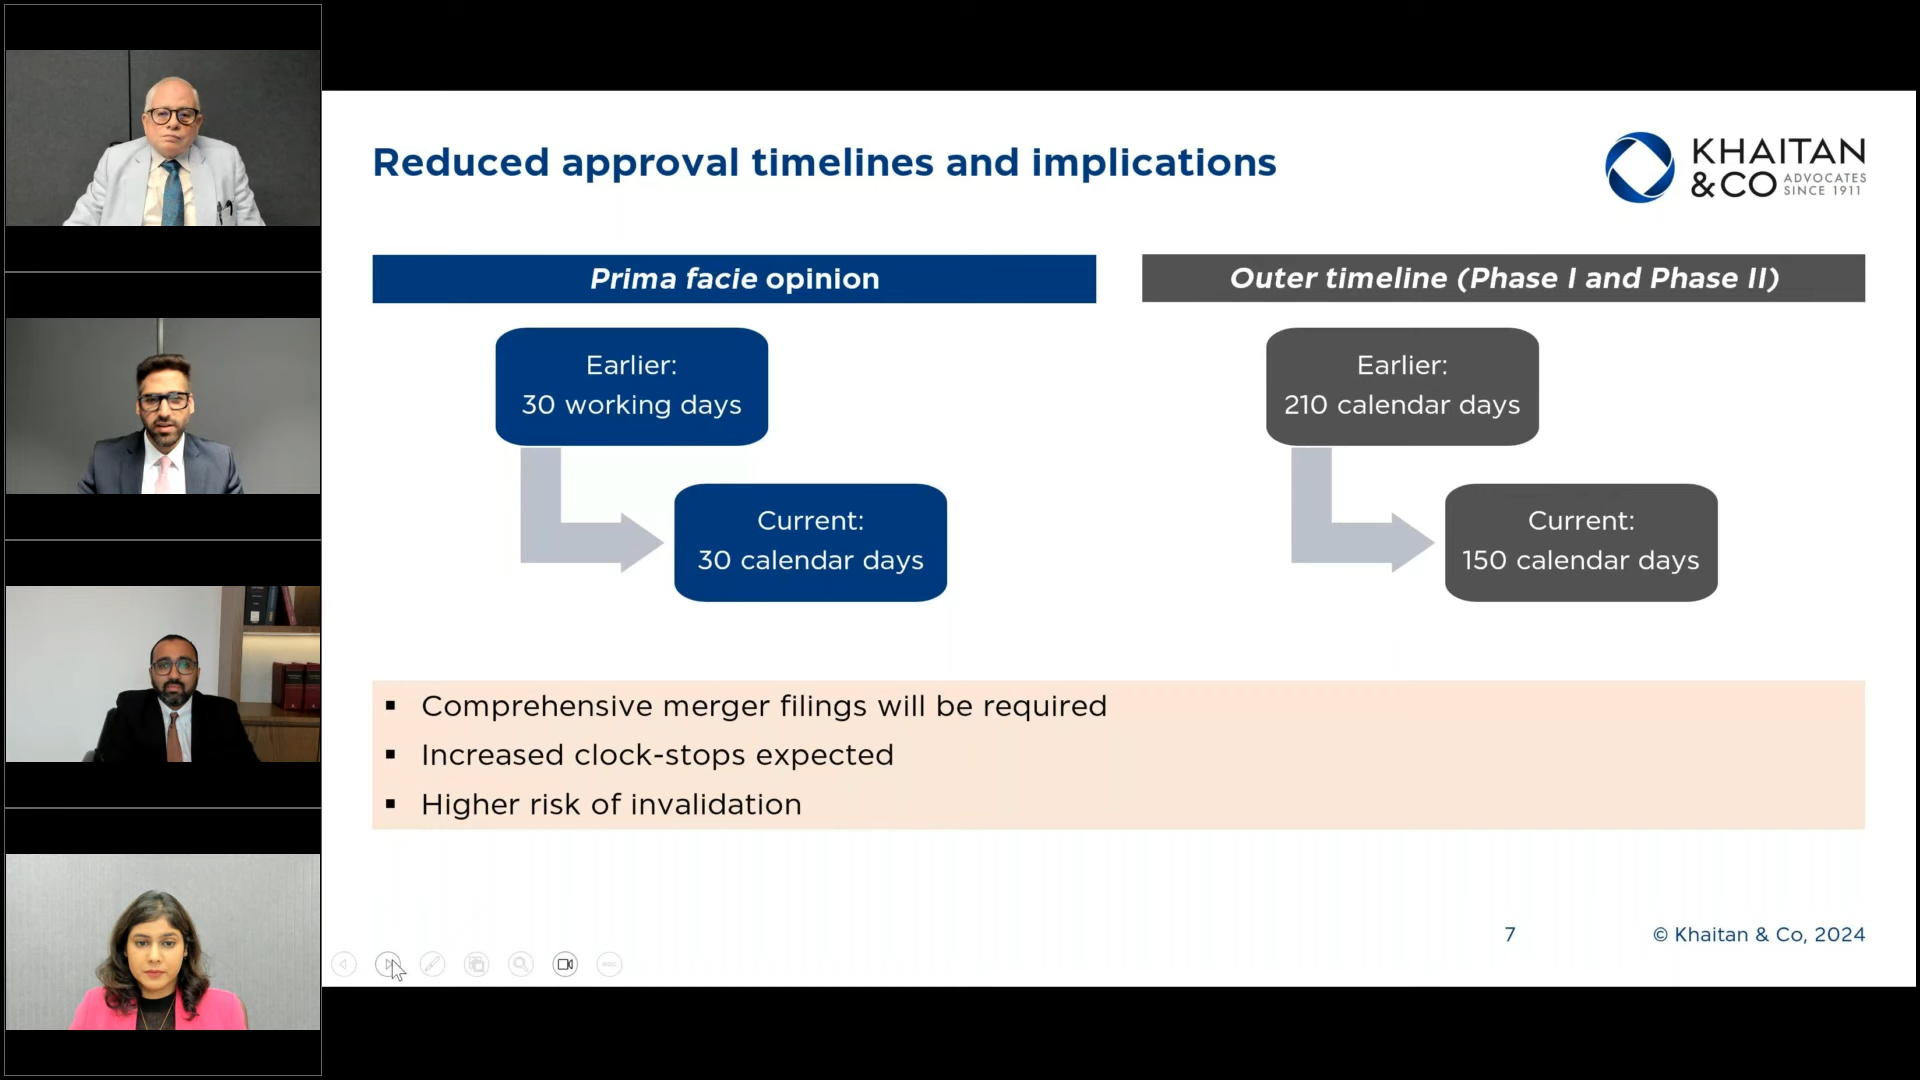 Reduced approval timelines and implications
KHAITAN
&CO ADVOCATES
SINCE 1911
Prima facie opinion
Outer timeline (Phase I and Phase II)
Earlier:
30 working days
Earlier:
210 calendar days
Current:
30 calendar days
Current:
150 calendar days
▪ Comprehensive merger filings will be required
▪ Increased clock-stops expected
▪ Higher risk of invalidation
7
© Khaitan & Co, 2024